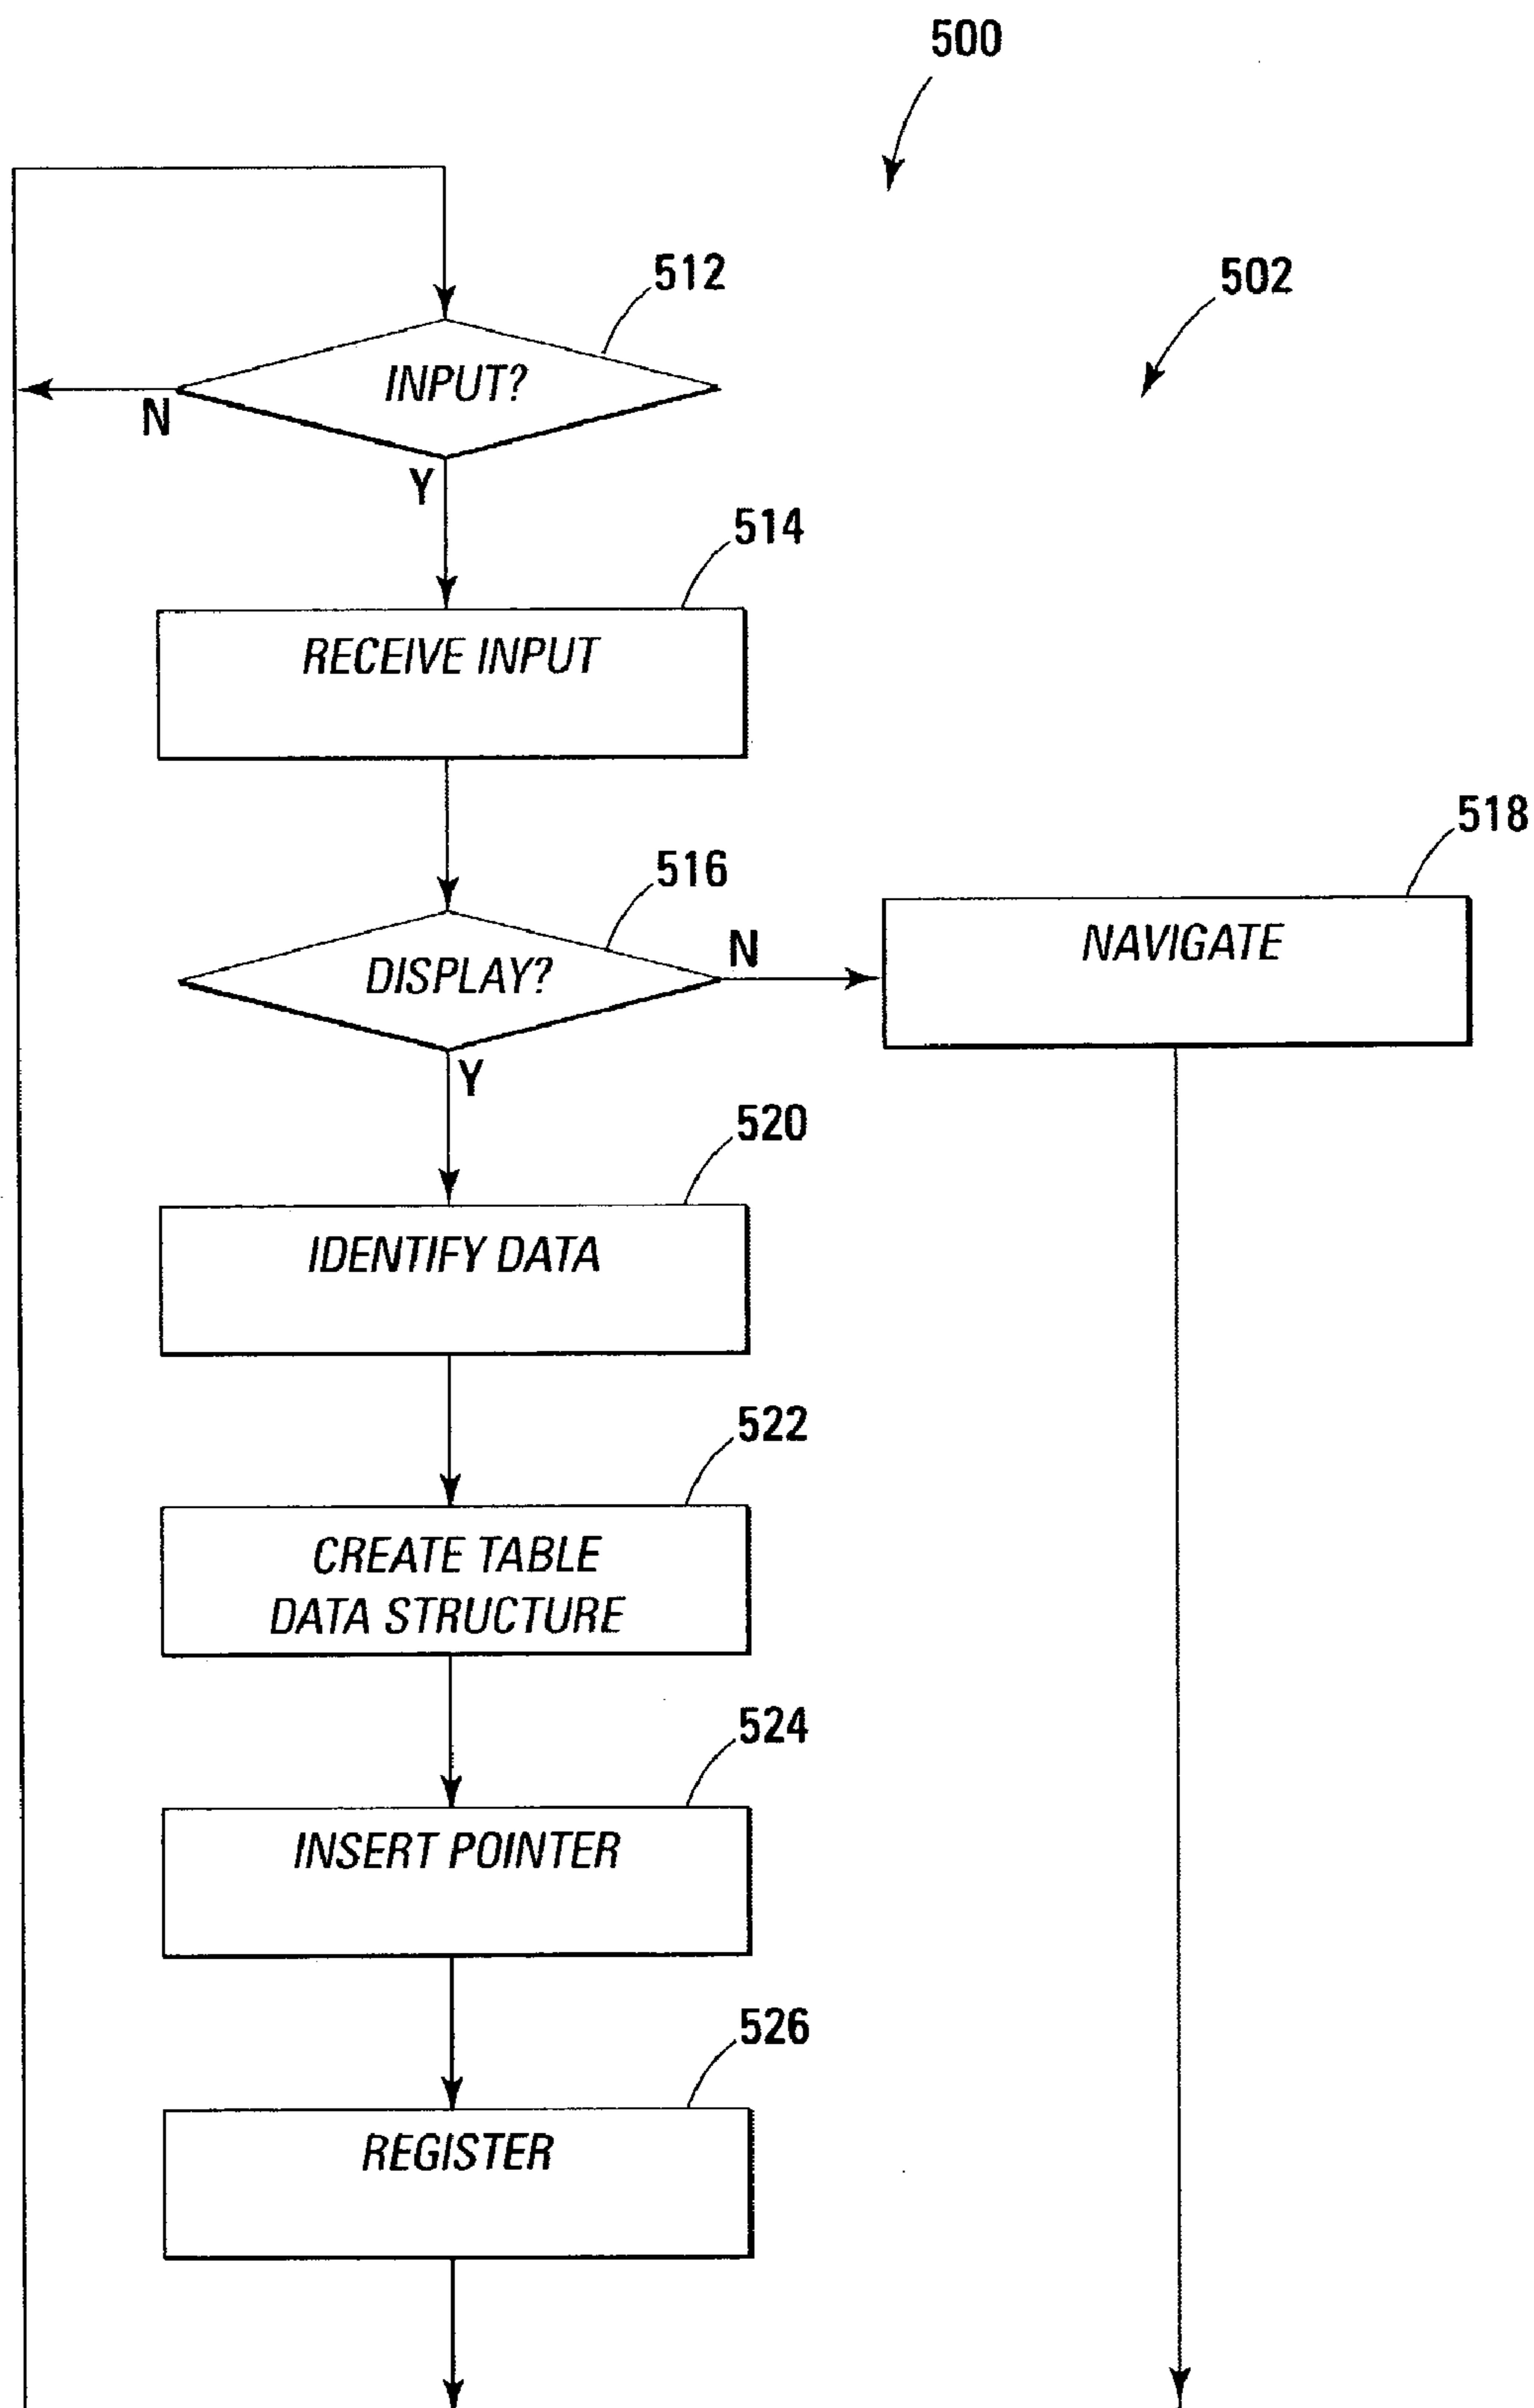 500
502
512
INPUT?
N
Y
514
RECEIVE INPUT
516
DISPLAY?
N
Y
518
NAVIGATE
520
IDENTIFY DATA
522
CREATE TABLE
DATA STRUCTURE
524
INSERT POINTER
526
REGISTER